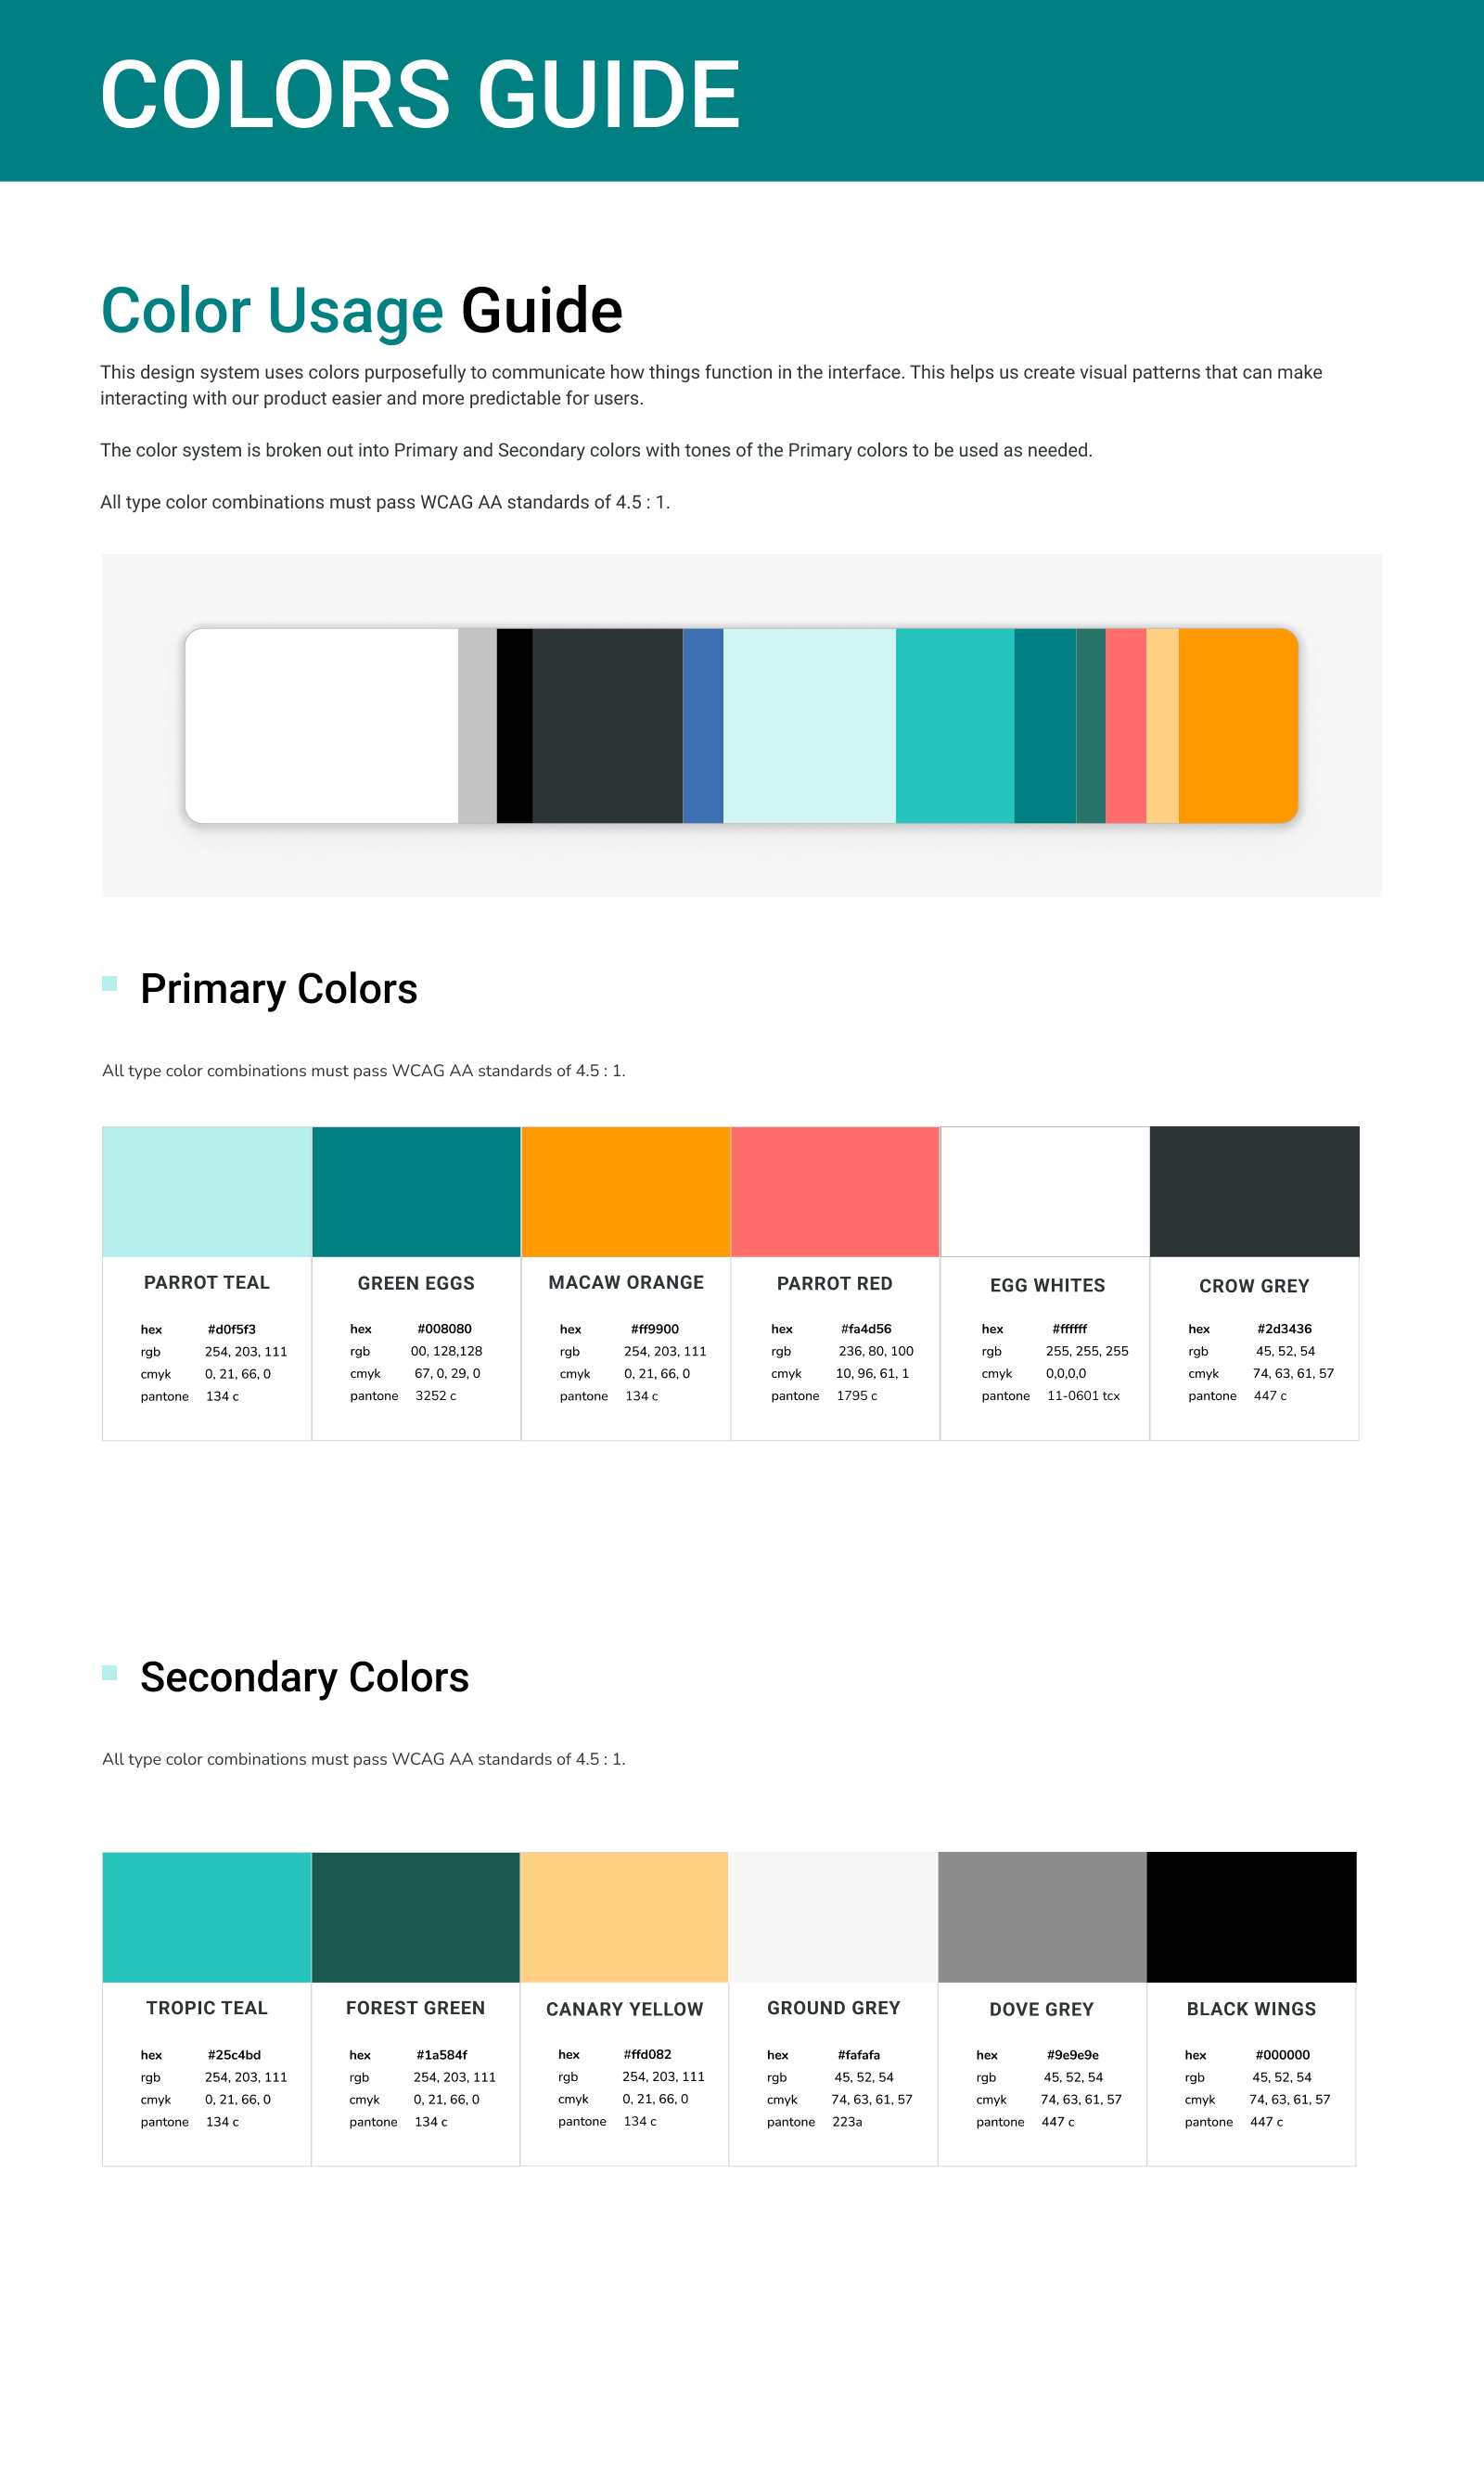 COLORS GUIDE
Color Usage Guide
This design system uses colors purposefully to communicate how things function in the interface. This helps us create visual patterns that can make
interacting with our product easier and more predictable for users.
The color system is broken out into Primary and Secondary colors with tones of the Primary colors to be used as needed.
All type color combinations must pass WCAG AA standards of 4.5 : 1.
Primary Colors
All type color combinations must pass WCAG AA standards of 4.5 : 1.
PARROT TEAL
hex #d0f5f3
rgb 254, 203, 111
cmyk 0, 21, 66, 0
pantone 134 c
GREEN EGGS
hex #008080
rgb 00, 128,128
cmyk 67, 0, 29, 0
pantone 3252 c
MACAW ORANGE
hex #ff9900
rgb 254, 203, 111
cmyk 0, 21, 66, 0
pantone 134 c
PARROT RED
hex #fa4d56
rgb 236, 80, 100
cmyk 10, 96, 61, 1
pantone 1795 c
EGG WHITES
hex #ffffff
rgb 255, 255, 255
cmyk 0,0,0,0
pantone 11-0601 tcx
CROW GREY
hex #2d3436
rgb 45, 52, 54
cmyk 74, 63, 61, 57
pantone 447 c
Secondary Colors
All type color combinations must pass WCAG AA standards of 4.5 : 1.
TROPIC TEAL
hex #25c4bd
rgb 254, 203, 111
cmyk 0, 21, 66, 0
pantone 134 c
FOREST GREEN
hex #1a584f
rgb 254, 203, 111
cmyk 0, 21, 66, 0
pantone 134 c
CANARY YELLOW
hex #ffd082
rgb 254, 203, 111
cmyk 0, 21, 66, 0
pantone 134 c
GROUND GREY
hex #fafafa
rgb 45, 52, 54
cmyk 74, 63, 61, 57
pantone 223a
DOVE GREY
hex #9e9e9e
rgb 45, 52, 54
cmyk 74, 63, 61, 57
pantone 447 c
BLACK WINGS
hex #000000
rgb 45, 52, 54
cmyk 74, 63, 61, 57
pantone 447 c